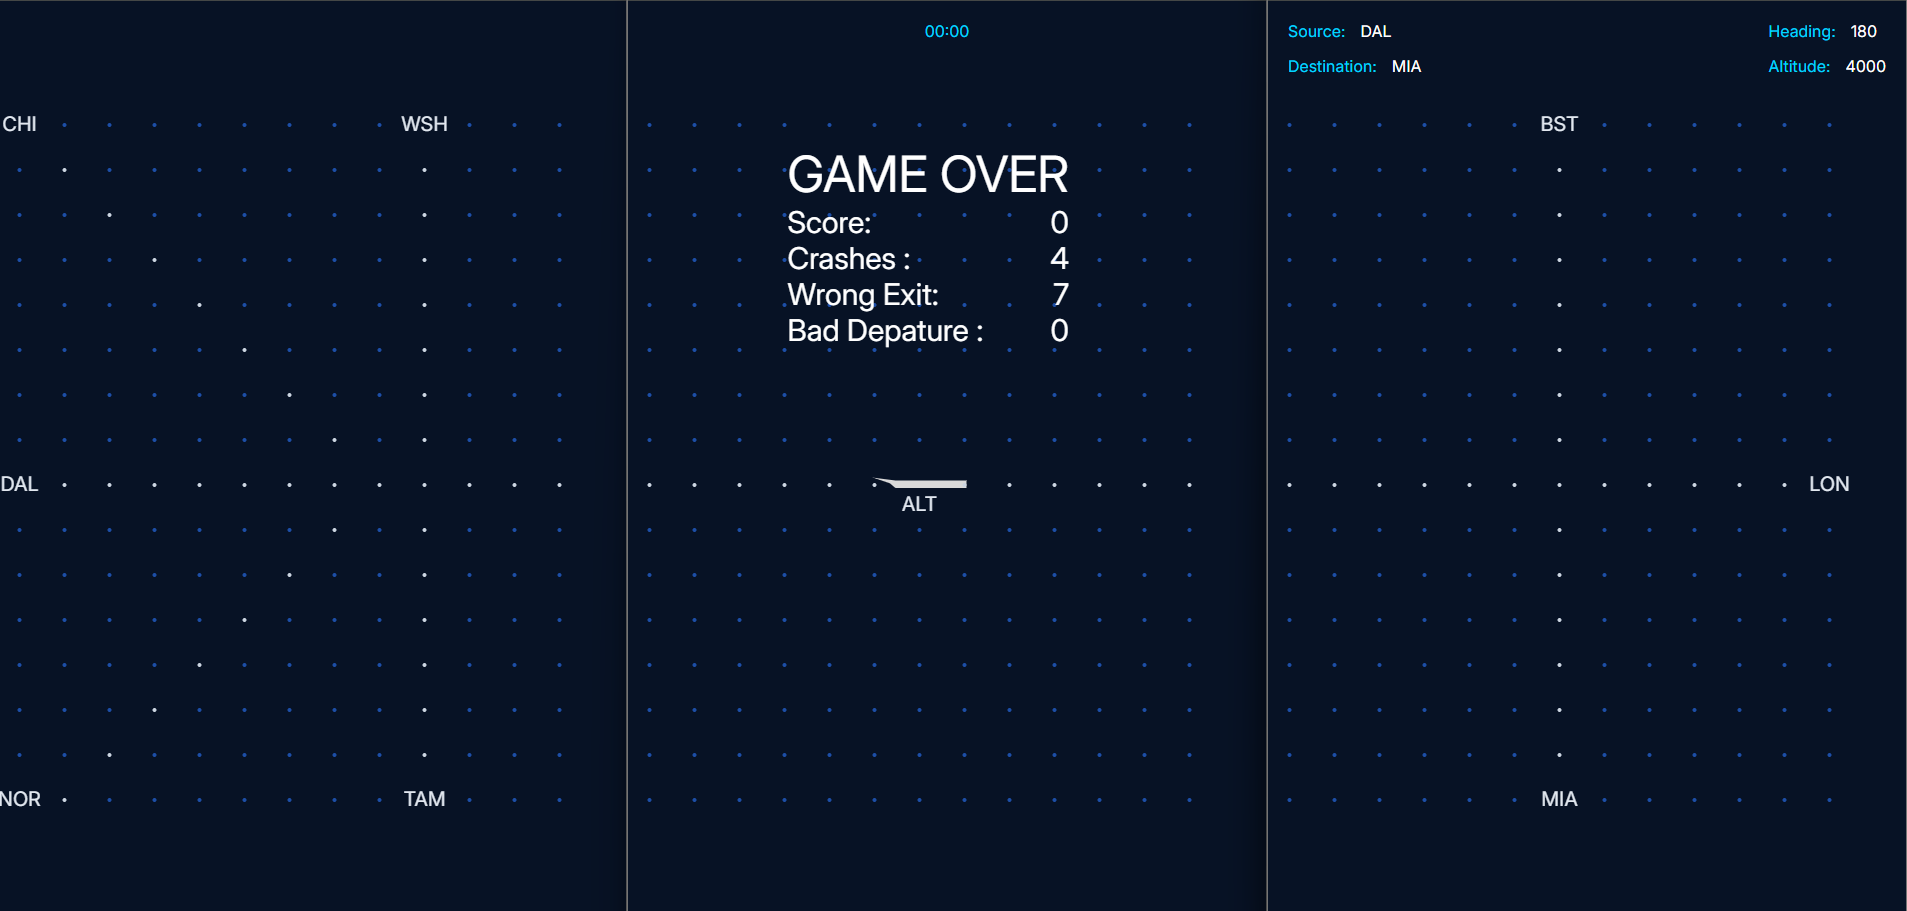 00:00
Source: DAL
Heading: 180
Destination: MIA
Altitude: 4000
CHI
WSH
BST
GAME OVER
Score: 0
Crashes : 4
Wrong Exit: 7
Bad Depature : 0
DAL
LON
ALT
NOR
TAM
MIA